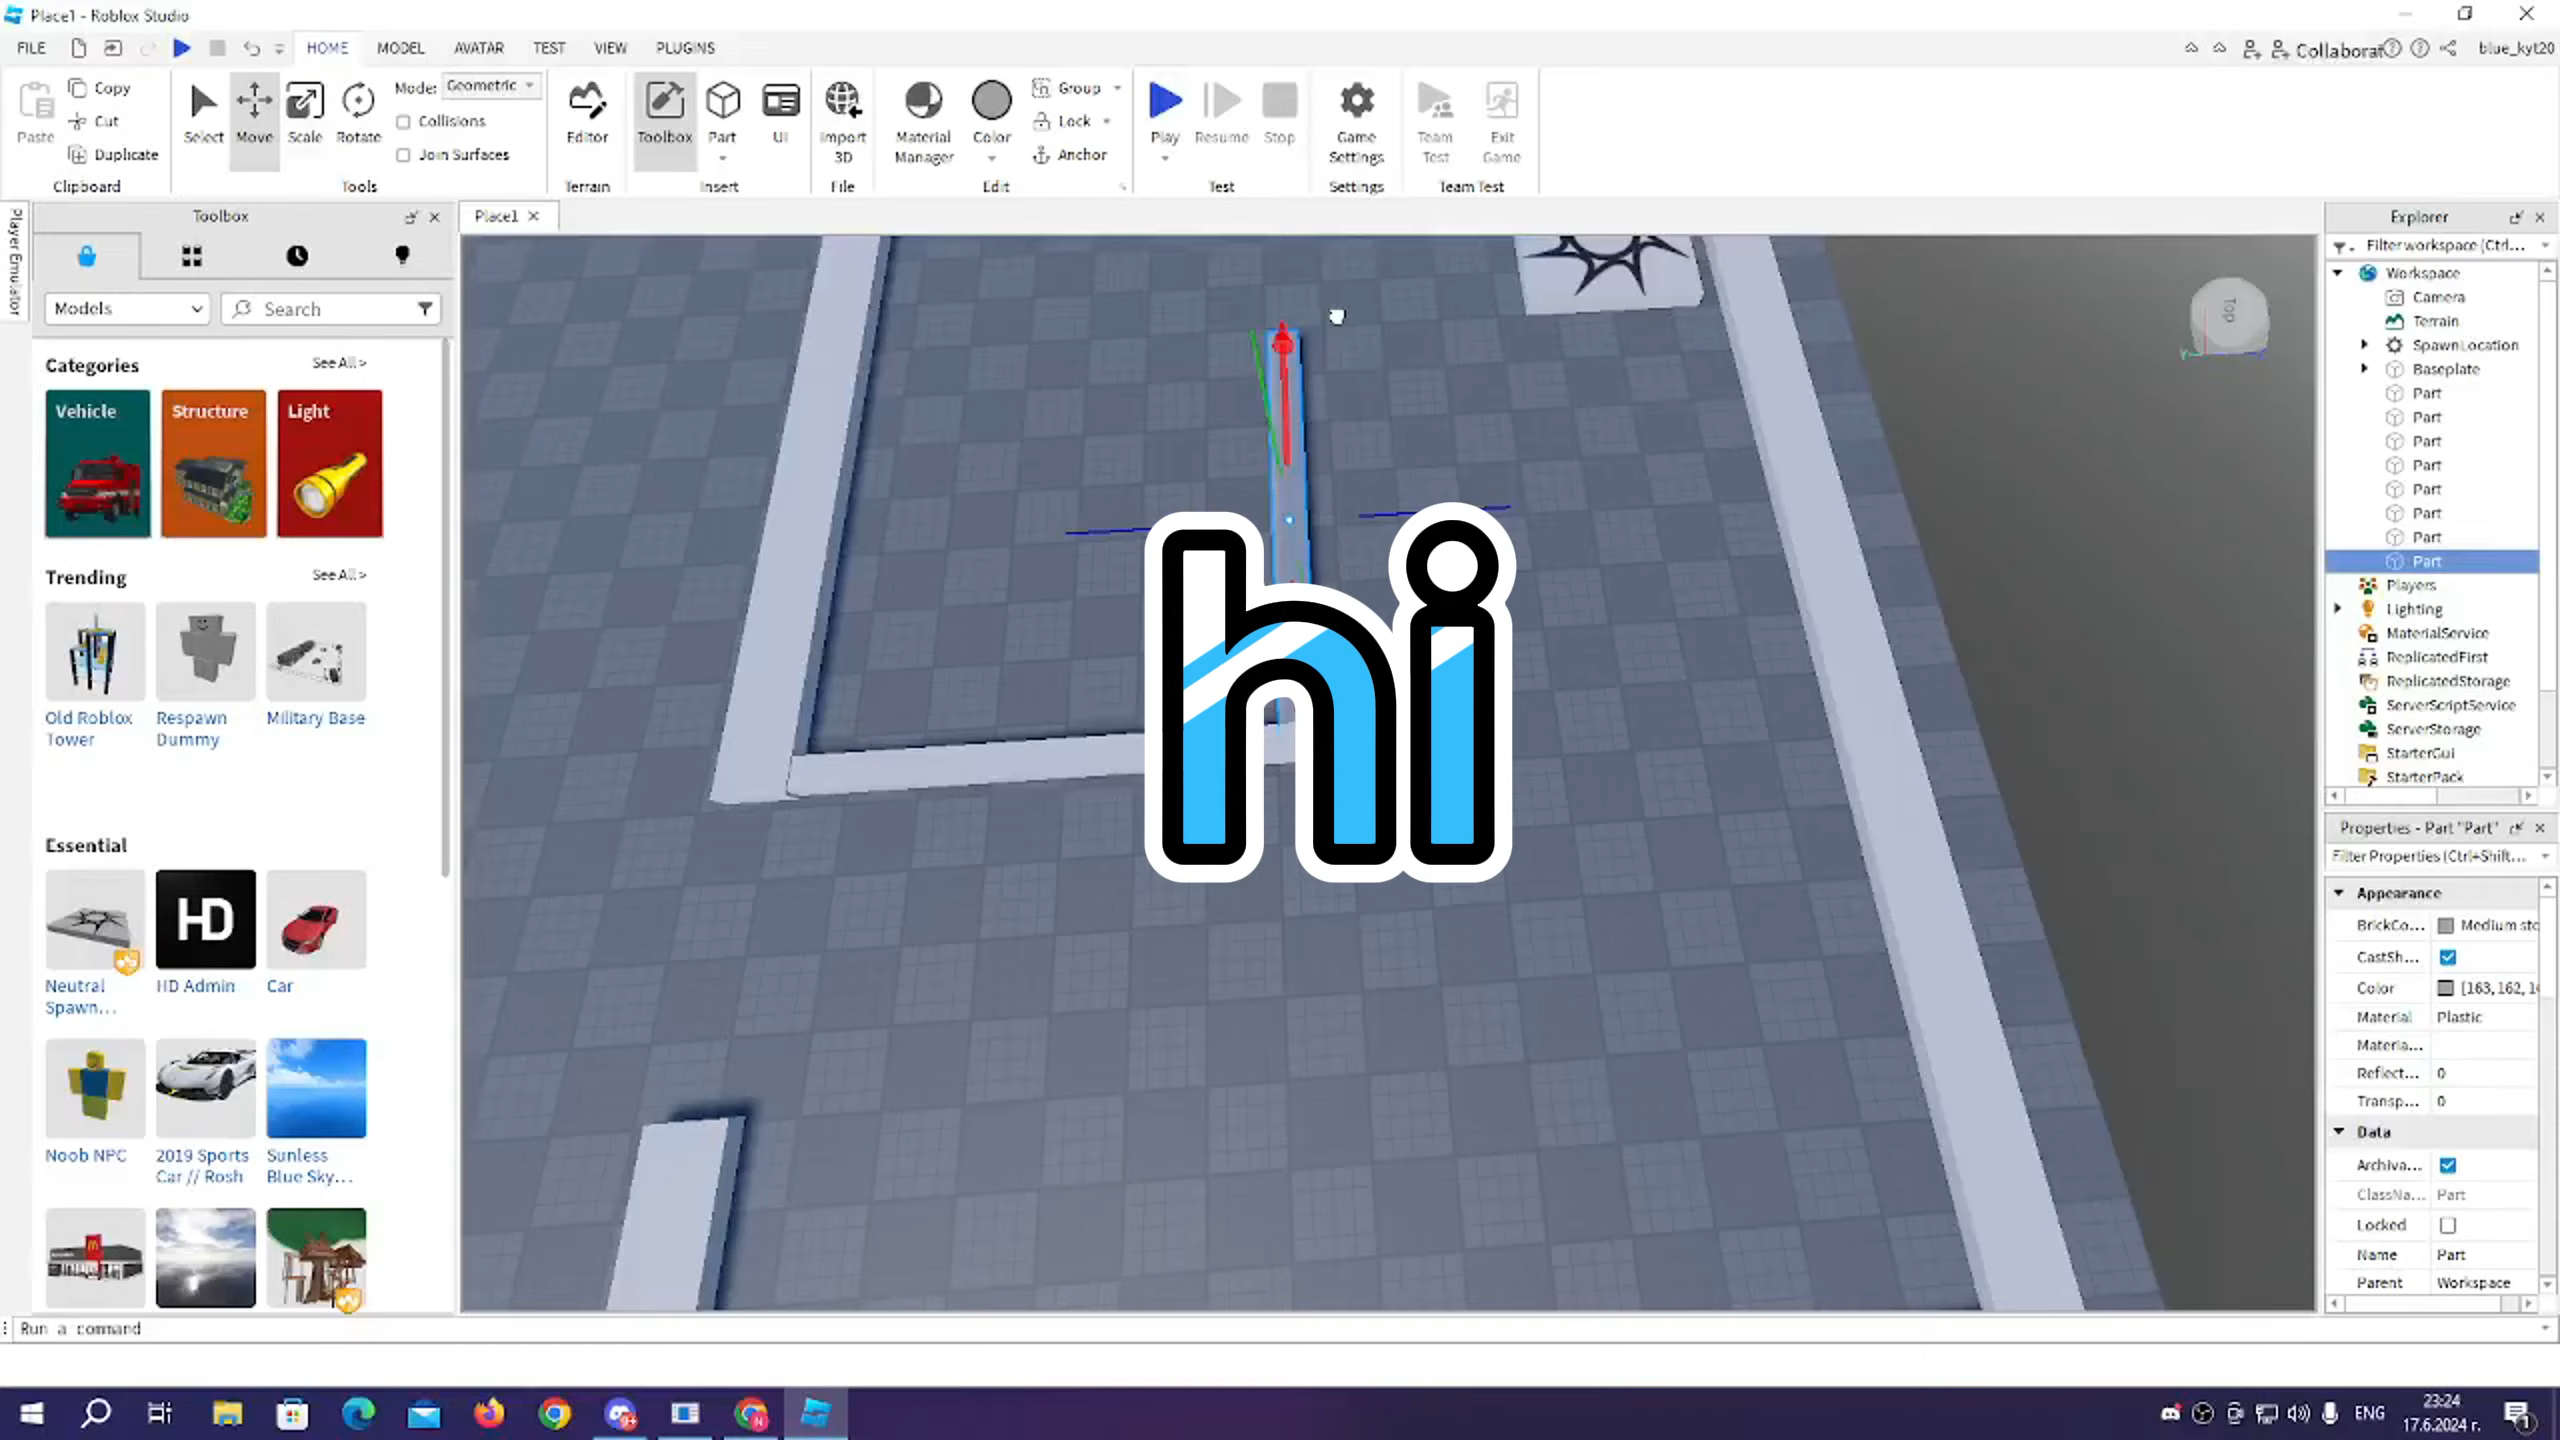 Place1 - Roblox Studio
FILE HOME MODEL AVATAR TEST VIEW PLUGINS
Collaborat
blue_kyt20
Paste
Copy
Cut
Duplicate
Clipboard
Select
Move
Scale
Rotate
Mode: Geometric
Collisions
Join Surfaces
Tools
Editor
Terrain
Toolbox
Part
UI
Insert
Import
3D
File
Material
Manager
Color
Group
Lock
Anchor
Edit
Play
Resume
Stop
Test
Game
Settings
Settings
Team
Test
Exit
Game
Team Test
Player Emulator
Toolbox
Models
Search
Categories
See All >
Vehicle
Structure
Light
Trending
See All >
Old Roblox
Tower
Respawn
Dummy
Military Base
Essential
Neutral
Spawn...
HD
HD Admin
Car
Noob NPC
2019 Sports
Car // Rosh
Sunless
Blue Sky...
Place1
hi
Top
Y
Explorer
Filter workspace (Ctrl...
Workspace
Camera
Terrain
SpawnLocation
Baseplate
Part
Part
Part
Part
Part
Part
Part
Part
Players
Lighting
MaterialService
ReplicatedFirst
ReplicatedStorage
ServerScriptService
ServerStorage
StarterGui
StarterPack
Properties - Part "Part"
Filter Properties (Ctrl+Shift...
Appearance
BrickCo... Medium sto
CastSh...
Color [163, 162, 1
Material Plastic
Materia...
Reflect... 0
Transp... 0
Data
Archiva...
ClassNa... Part
Locked
Name Part
Parent Workspace
Run a command
9+
N
ENG
23:24
17.6.2024 г.
1